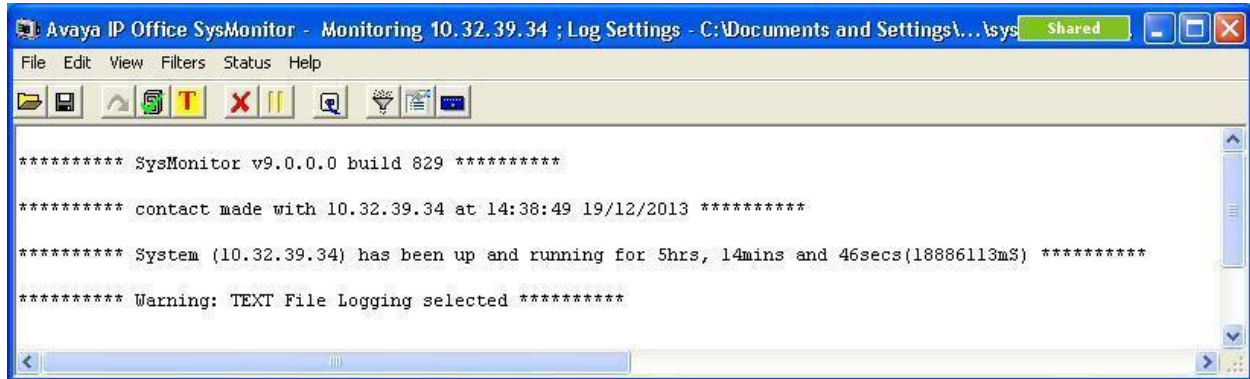 Avaya IP Office SysMonitor - Monitoring 10.32.39.34 ; Log Settings - C:\Documents and Settings\...\sys Shared
File Edit View Filters Status Help
T
********** SysMonitor v9.0.0.0 build 829 **********
********** contact made with 10.32.39.34 at 14:38:49 19/12/2013 **********
********** System (10.32.39.34) has been up and running for 5hrs, 14mins and 46secs(18886113mS) **********
********** Warning: TEXT File Logging selected **********